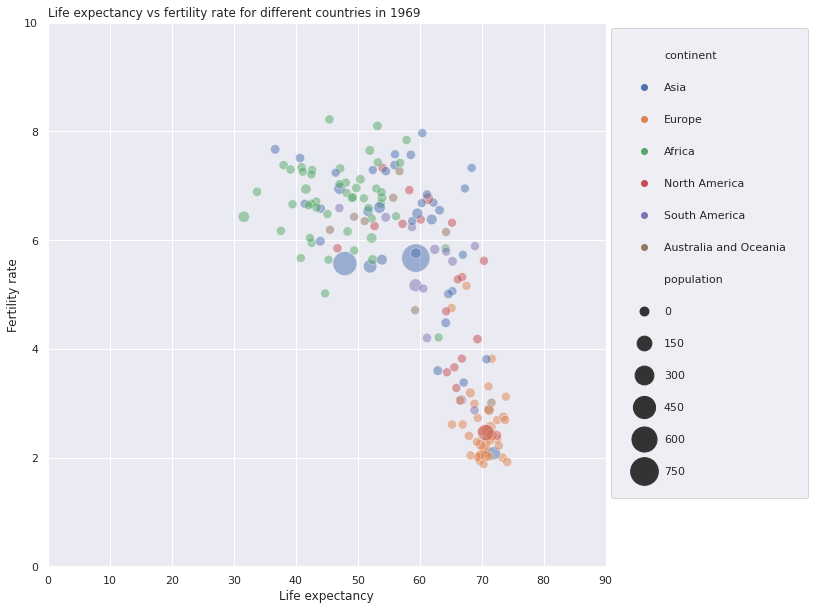 Life expectancy vs fertility rate for different countries in 1969
10
8
6
4
2
0
Fertility rate
0 10 20 30 40 50 60 70 80 90
Life expectancy
continent
Asia
Europe
Africa
North America
South America
Australia and Oceania
population
0
150
300
450
600
750